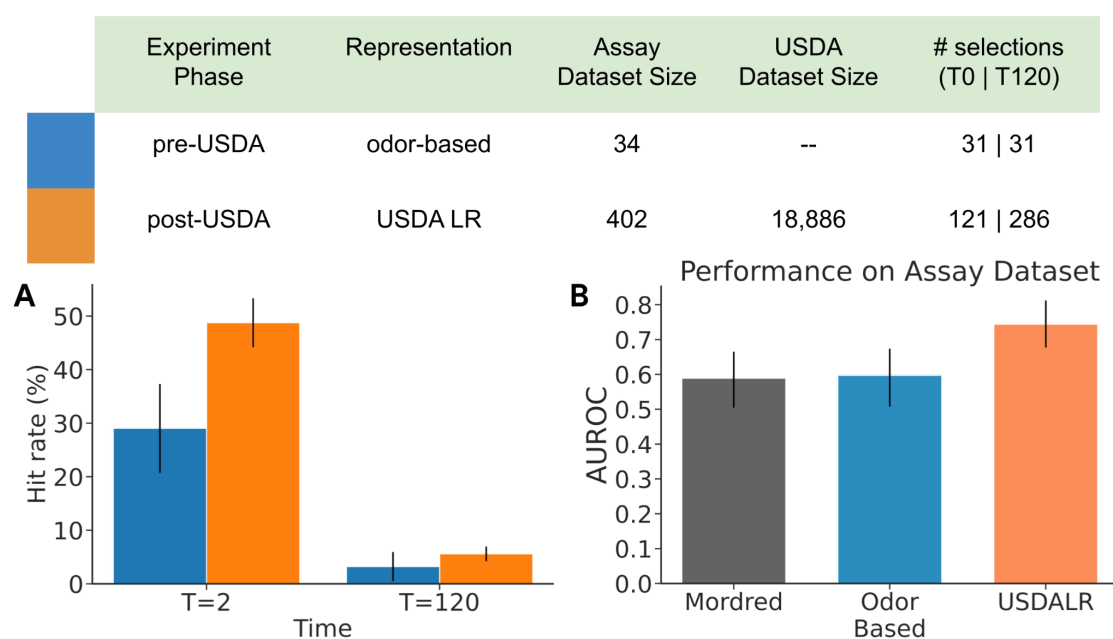 Experiment Phase
Representation
Assay Dataset Size
USDA Dataset Size
# selections (T0 | T120)
pre-USDA
odor-based
34
--
31 | 31
post-USDA
USDA LR
402
18,886
121 | 286
A
50
40
30
20
10
0
Hit rate (%)
T=2
T=120
Time
B
Performance on Assay Dataset
0.8
0.7
0.6
0.5
0.4
0.3
0.2
0.1
0.0
AUROC
Mordred
Odor Based
USDALR